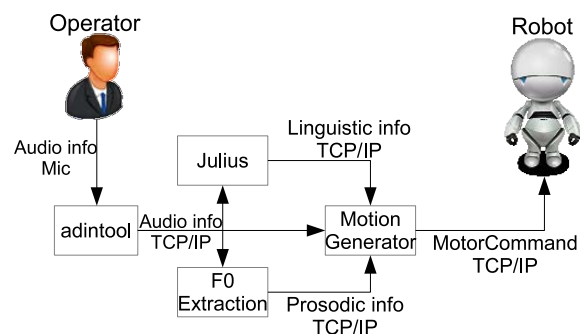 Operator
Robot
Audio info
Mic
adintool
Audio info
TCP/IP
Julius
Linguistic info
TCP/IP
F0
Extraction
Prosodic info
TCP/IP
Motion
Generator
MotorCommand
TCP/IP